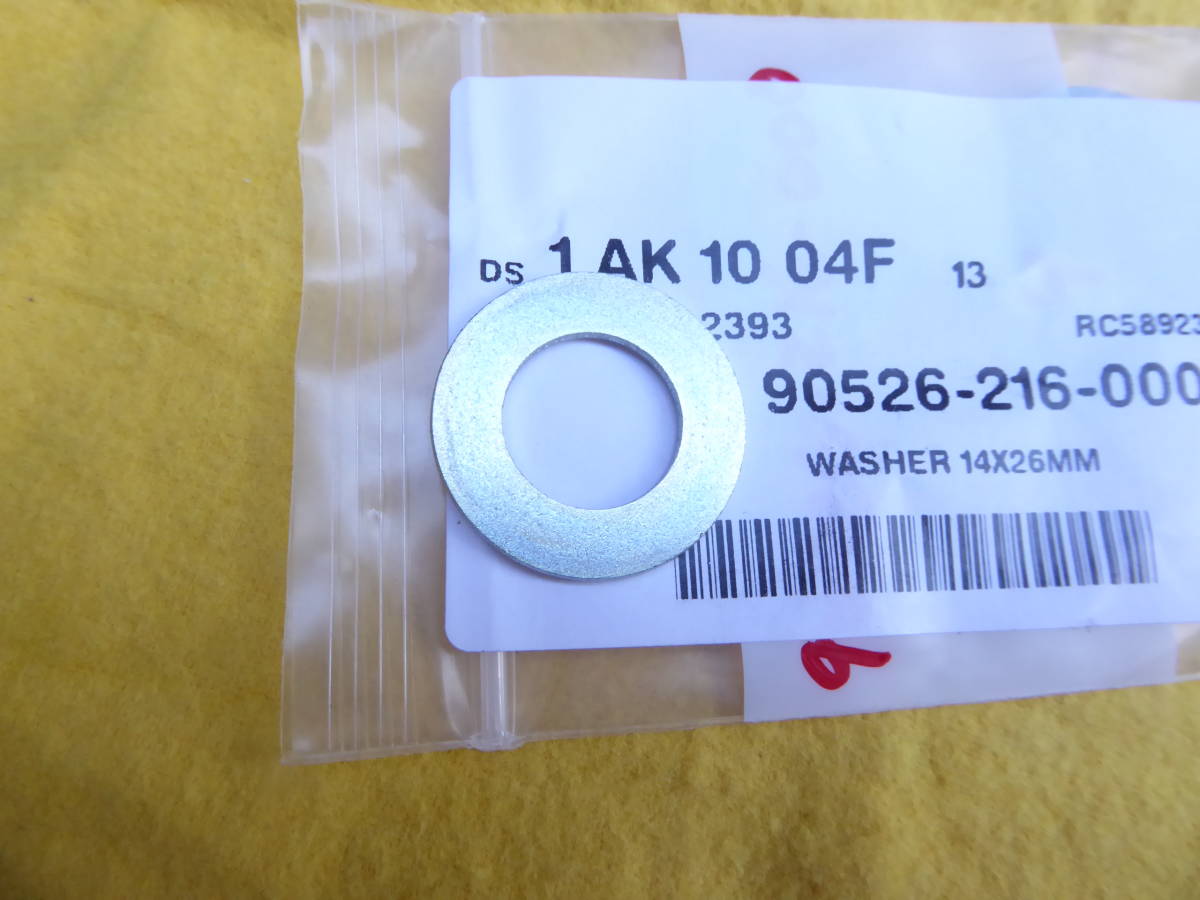 DS 1 AK 10 04F 13
2393 RC58923
90526-216-000
WASHER 14X26MM